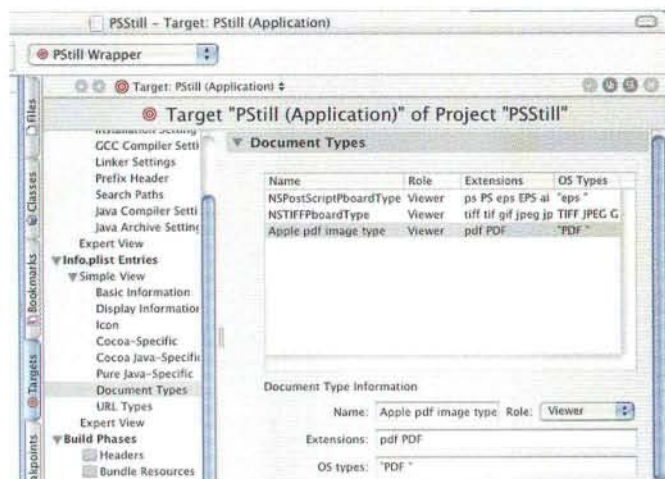 PSStill – Target: PStill (Application)
PStill Wrapper
Target: PStill (Application)
Target "PStill (Application)" of Project "PSStill"
Files
Classes
Bookmarks
Targets
Installation Setting
GCC Compiler Setti
Linker Settings
Prefix Header
Search Paths
Java Compiler Setti
Java Archive Setting
Expert View
Info.plist Entries
Simple View
Basic Information
Display Information
Icon
Cocoa-Specific
Cocoa Java-Specific
Pure Java-Specific
Document Types
URL Types
Expert View
Build Phases
Headers
Bundle Resources
Document Types
Name Role Extensions OS Types
NSPostScriptPboardType Viewer ps PS eps EPS ai "eps "
NSTIFFPboardType Viewer tiff tif gif jpeg jp TIFF JPEG G
Apple pdf image type Viewer pdf PDF "PDF "
Document Type Information
Name: Apple pdf image type Role: Viewer
Extensions: pdf PDF
OS types: "PDF "